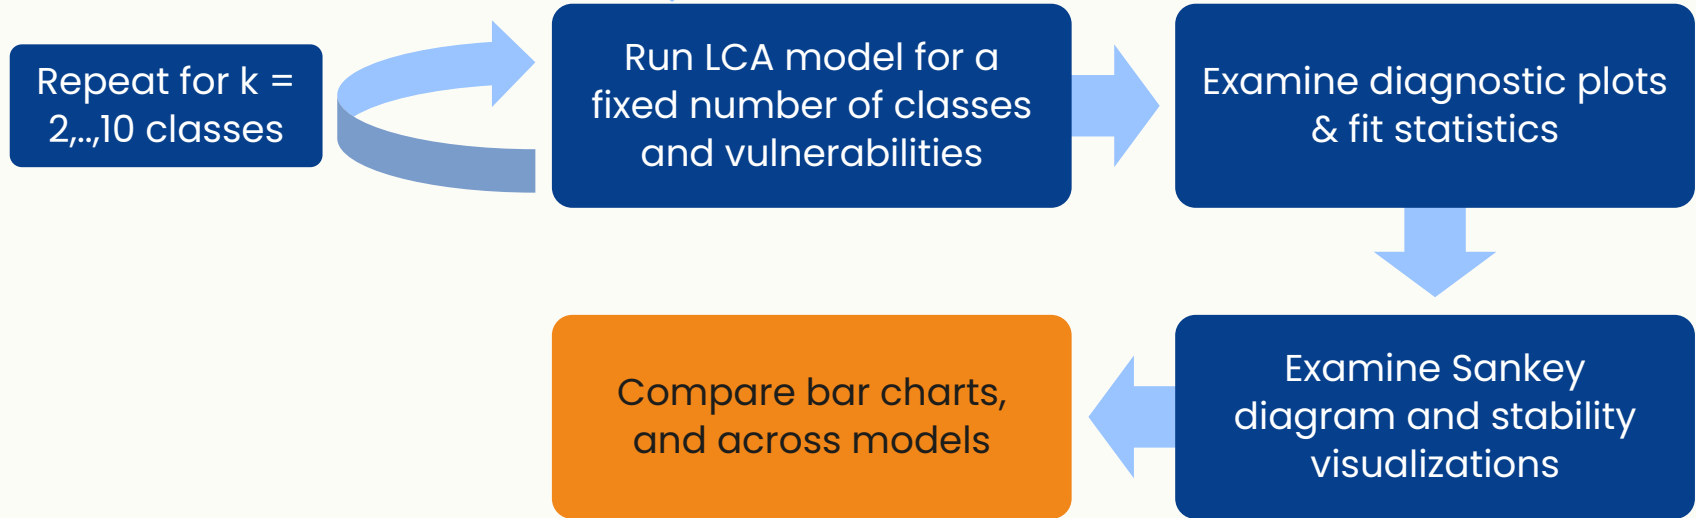 Repeat for k =
2,..,10 classes
Run LCA model for a
fixed number of classes
and vulnerabilities
Examine diagnostic plots
& fit statistics
Examine Sankey
diagram and stability
visualizations
Compare bar charts,
and across models